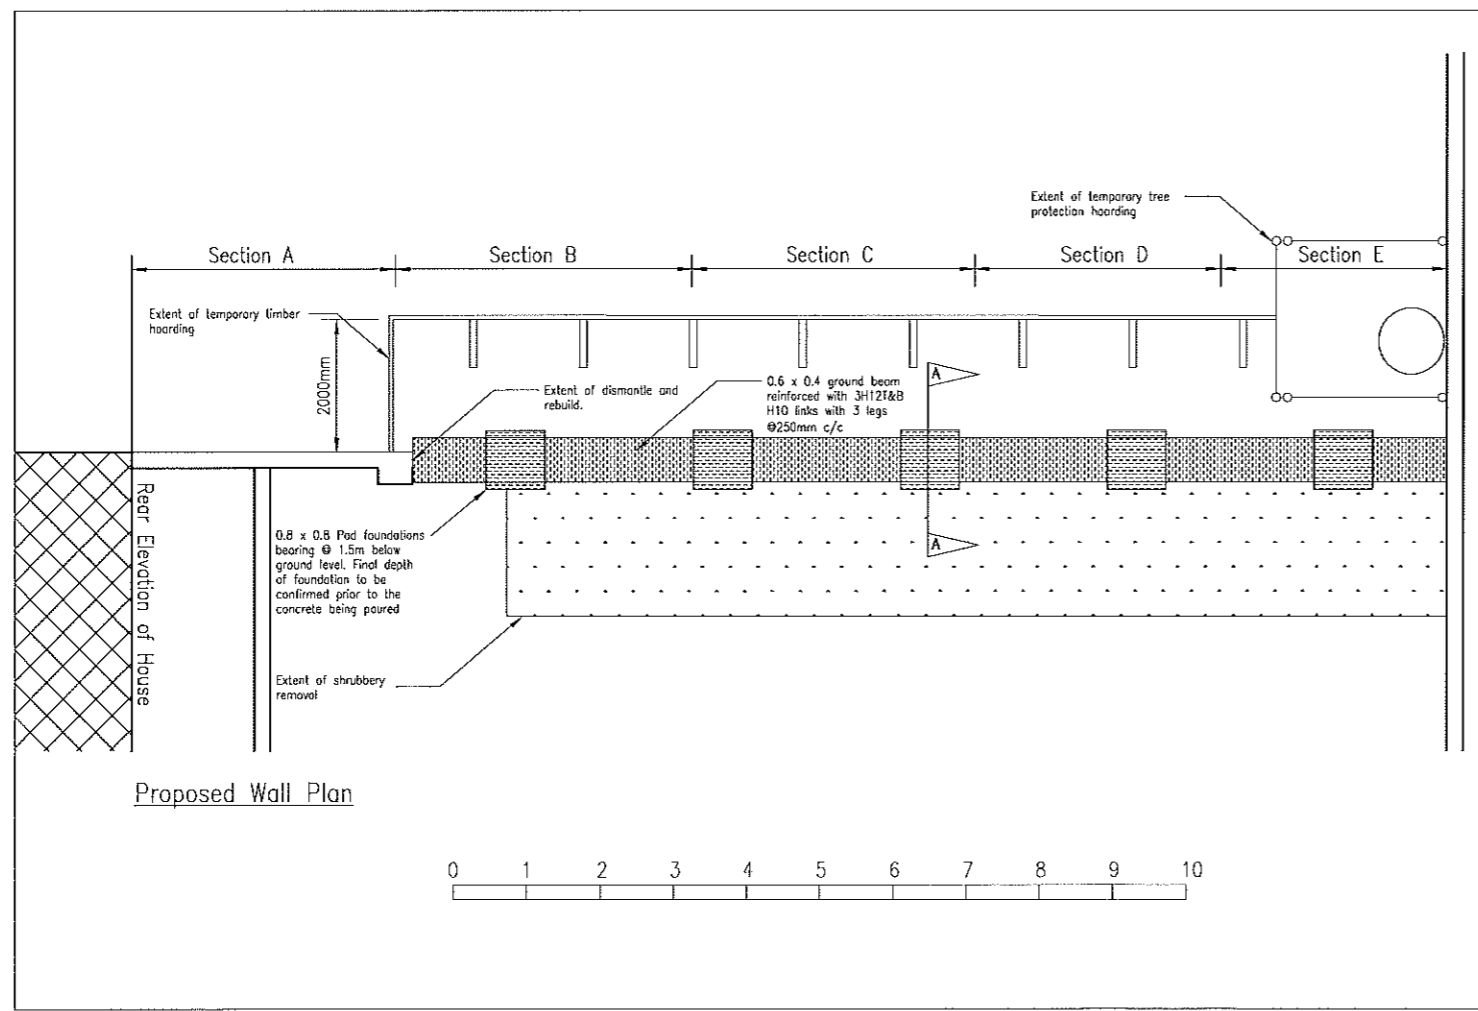 Extent of temporary tree
protection hoarding
Section A
Section B
Section C
Section D
Section E
Extent of temporary timber
hoarding
2000mm
Extent of dismantle and
rebuild.
0.6 x 0.4 ground beam
reinforced with 3H12T&B
H10 links with 3 legs
@250mm c/c
A
A
Rear Elevation of House
0.8 x 0.8 Pad foundations
bearing @ 1.5m below
ground level. Final depth
of foundation to be
confirmed prior to the
concrete being poured
Extent of shrubbery
removal
Proposed Wall Plan
0 1 2 3 4 5 6 7 8 9 10